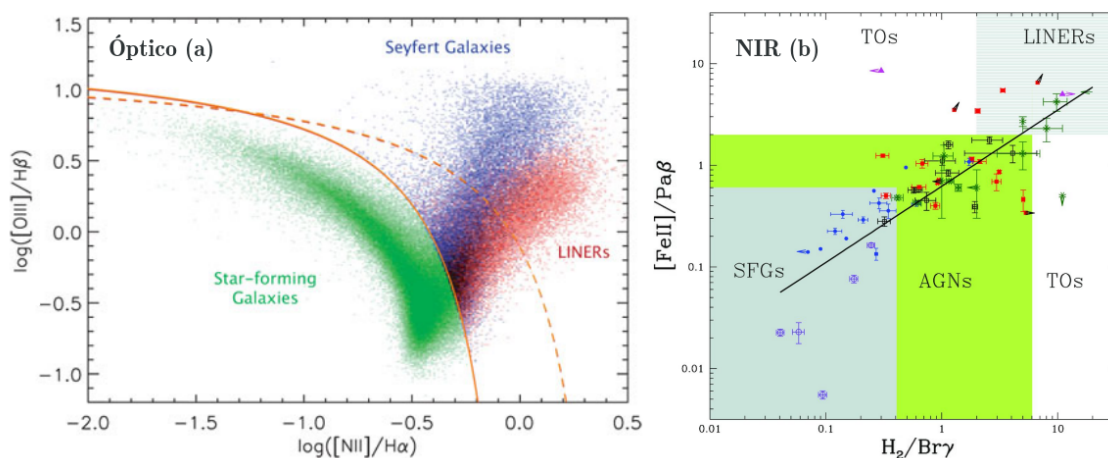 Óptico (a)
Seyfert Galaxies
Star-forming
Galaxies
LINERs
1.5
1.0
0.5
0.0
-0.5
-1.0
-2.0
-1.5
-1.0
-0.5
0.0
0.5
log([OIII]/Hβ)
log([NII]/Hα)
NIR (b)
TOs
LINERs
SFGs
AGNs
TOs
10
1
0.1
0.01
0.01
0.1
1
10
[FeII]/Paβ
H₂/Brγ